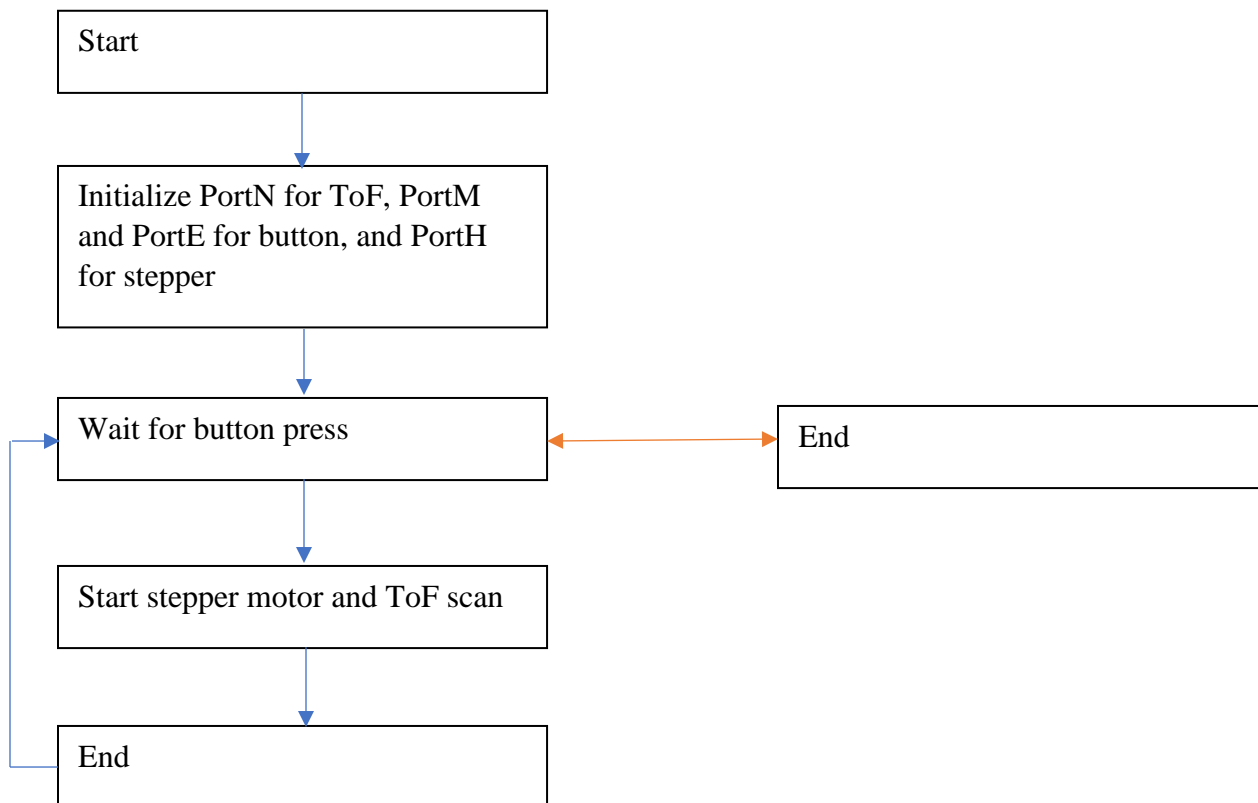 Start
Initialize PortN for ToF, PortM
and PortE for button, and PortH
for stepper
Wait for button press
End
Start stepper motor and ToF scan
End